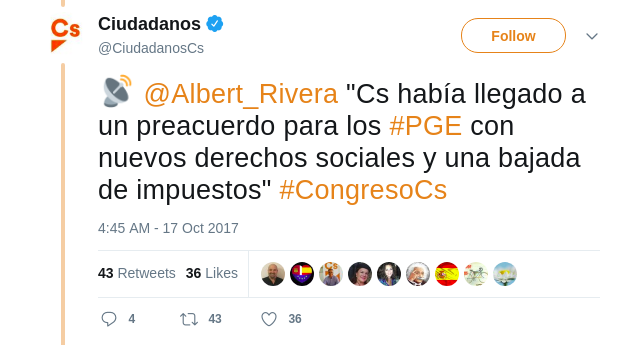 Cs
Ciudadanos
@CiudadanosCs
Follow
@Albert_Rivera "Cs había llegado a
un preacuerdo para los #PGE con
nuevos derechos sociales y una bajada
de impuestos" #CongresoCs
4:45 AM - 17 Oct 2017
43 Retweets 36 Likes
4 43 36